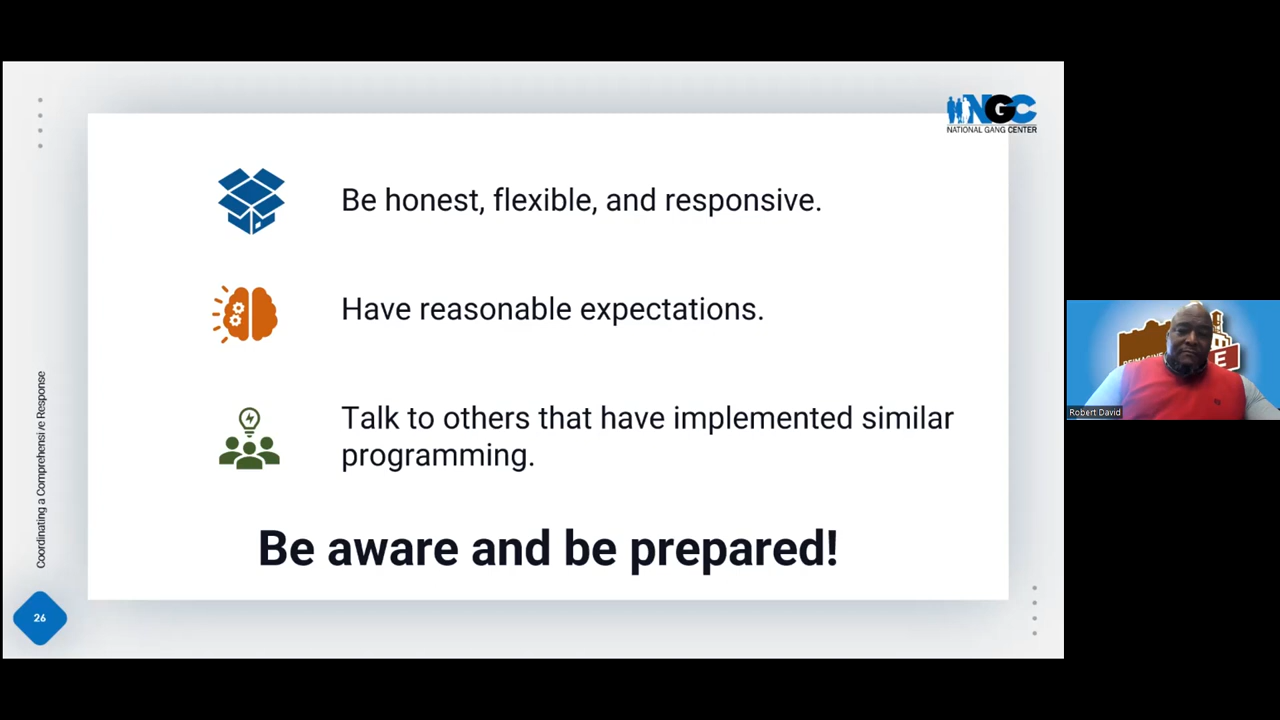 NGC
NATIONAL GANG CENTER
Be honest, flexible, and responsive.
Have reasonable expectations.
Talk to others that have implemented similar
programming.
Be aware and be prepared!
Coordinating a Comprehensive Response
26
REIMAGINE
E
Robert David